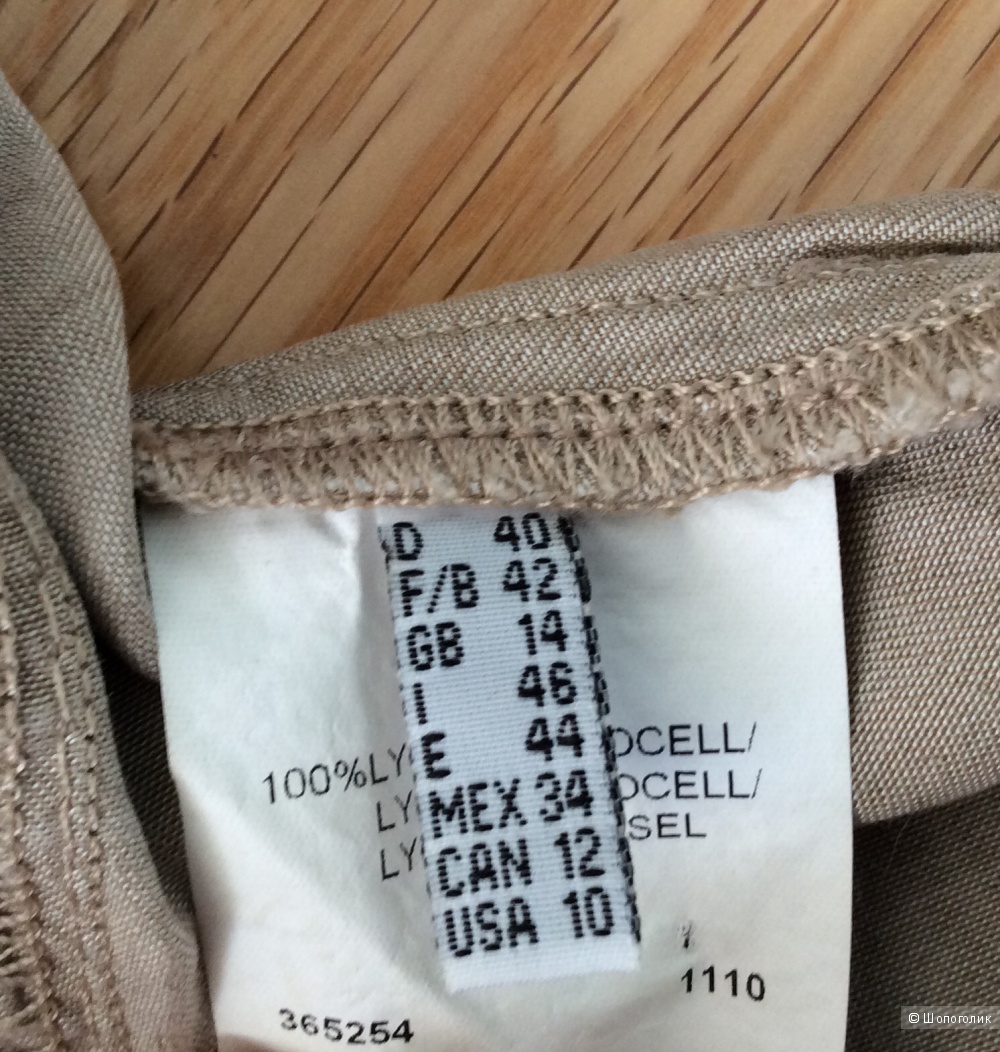 D 40
F/B 42
GB 14
I 46
E 44
MEX 34
CAN 12
USA 10
100%LY OCELL/
LY OCELL/
LY SEL
1110
365254
© Шопоголик